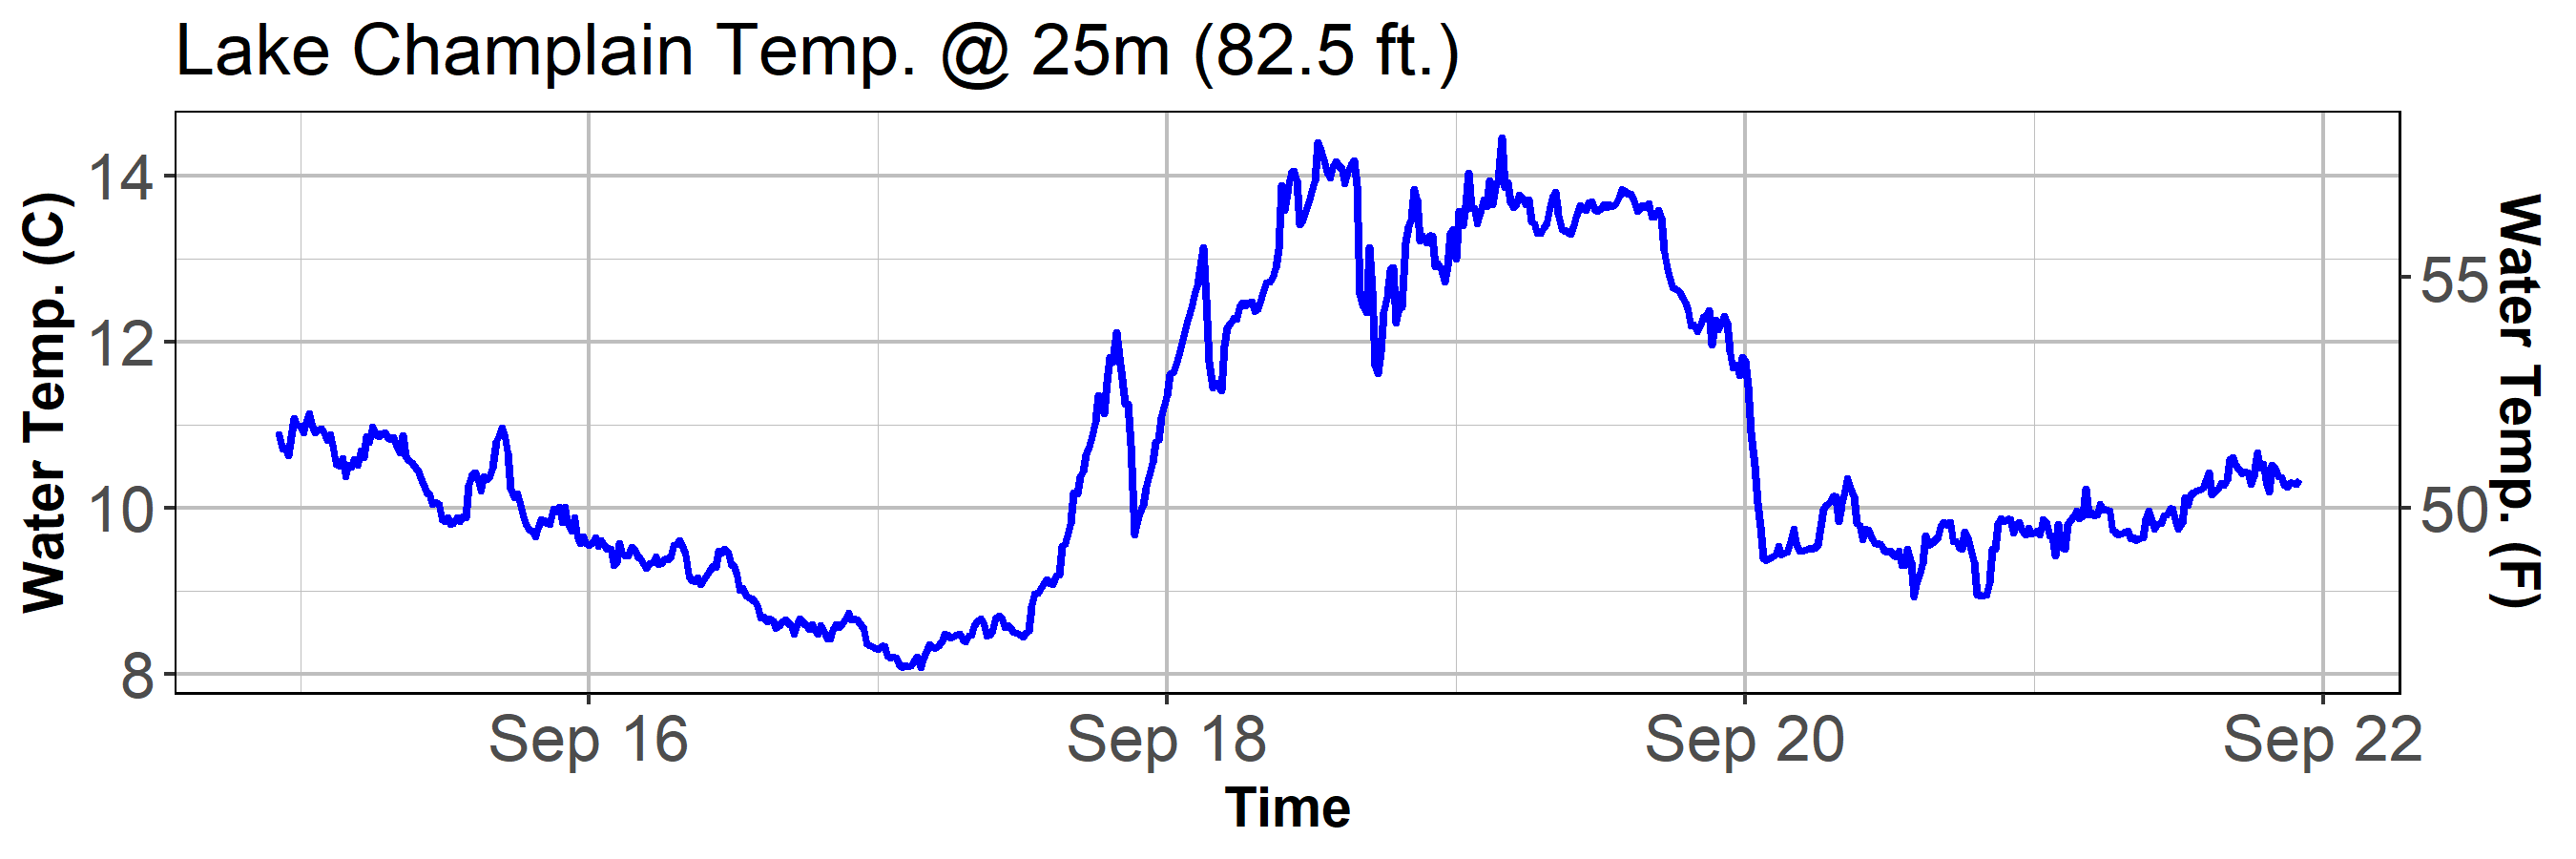 Lake Champlain Temp. @ 25m (82.5 ft.)
Water Temp. (C)
14
12
10
8
55
50
Water Temp. (F)
Sep 16
Sep 18
Sep 20
Sep 22
Time